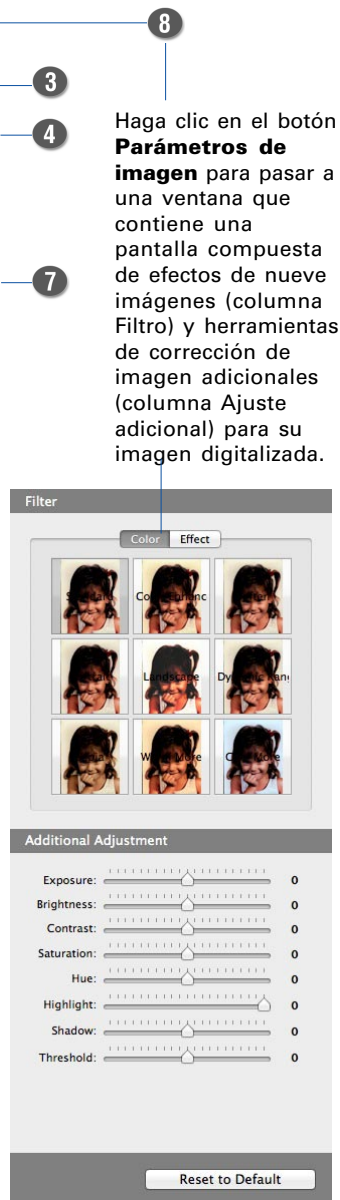 8
3
4
7
Haga clic en el botón
Parámetros de
imagen para pasar a
una ventana que
contiene una
pantalla compuesta
de efectos de nueve
imágenes (columna
Filtro) y herramientas
de corrección de
imagen adicionales
(columna Ajuste
adicional) para su
imagen digitalizada.
Filter
Color Effect
Landscape
More
Additional Adjustment
Exposure: 0
Brightness: 0
Contrast: 0
Saturation: 0
Hue: 0
Highlight: 0
Shadow: 0
Threshold: 0
Reset to Default